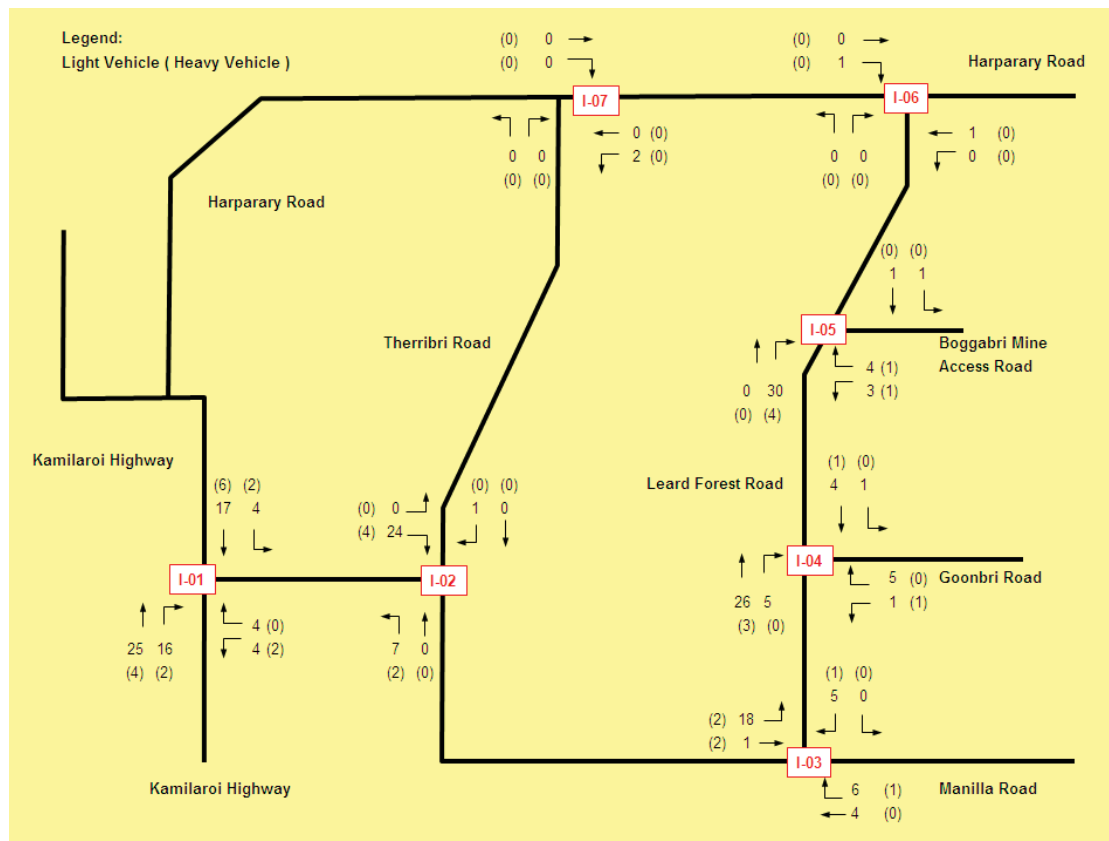 Legend:
Light Vehicle ( Heavy Vehicle )
(0) 0
(0) 0
(0) 0
(0) 1
Harparary Road
I-07
I-06
0 (0)
2 (0)
0 0
(0) (0)
1 (0)
0 (0)
0 0
(0) (0)
Harparary Road
(0) (0)
1 1
I-05
Therribri Road
Boggabri Mine
Access Road
4 (1)
3 (1)
0 30
(0) (4)
Kamilaroi Highway
(6) (2)
17 4
(0) 0
(4) 24
(0) (0)
1 0
Leard Forest Road
(1) (0)
4 1
I-01
I-02
I-04
Goonbri Road
5 (0)
1 (1)
26 5
(3) (0)
25 16
(4) (2)
4 (0)
4 (2)
7 0
(2) (0)
(1) (0)
5 0
(2) 18
(2) 1
I-03
Kamilaroi Highway
Manilla Road
6 (1)
4 (0)